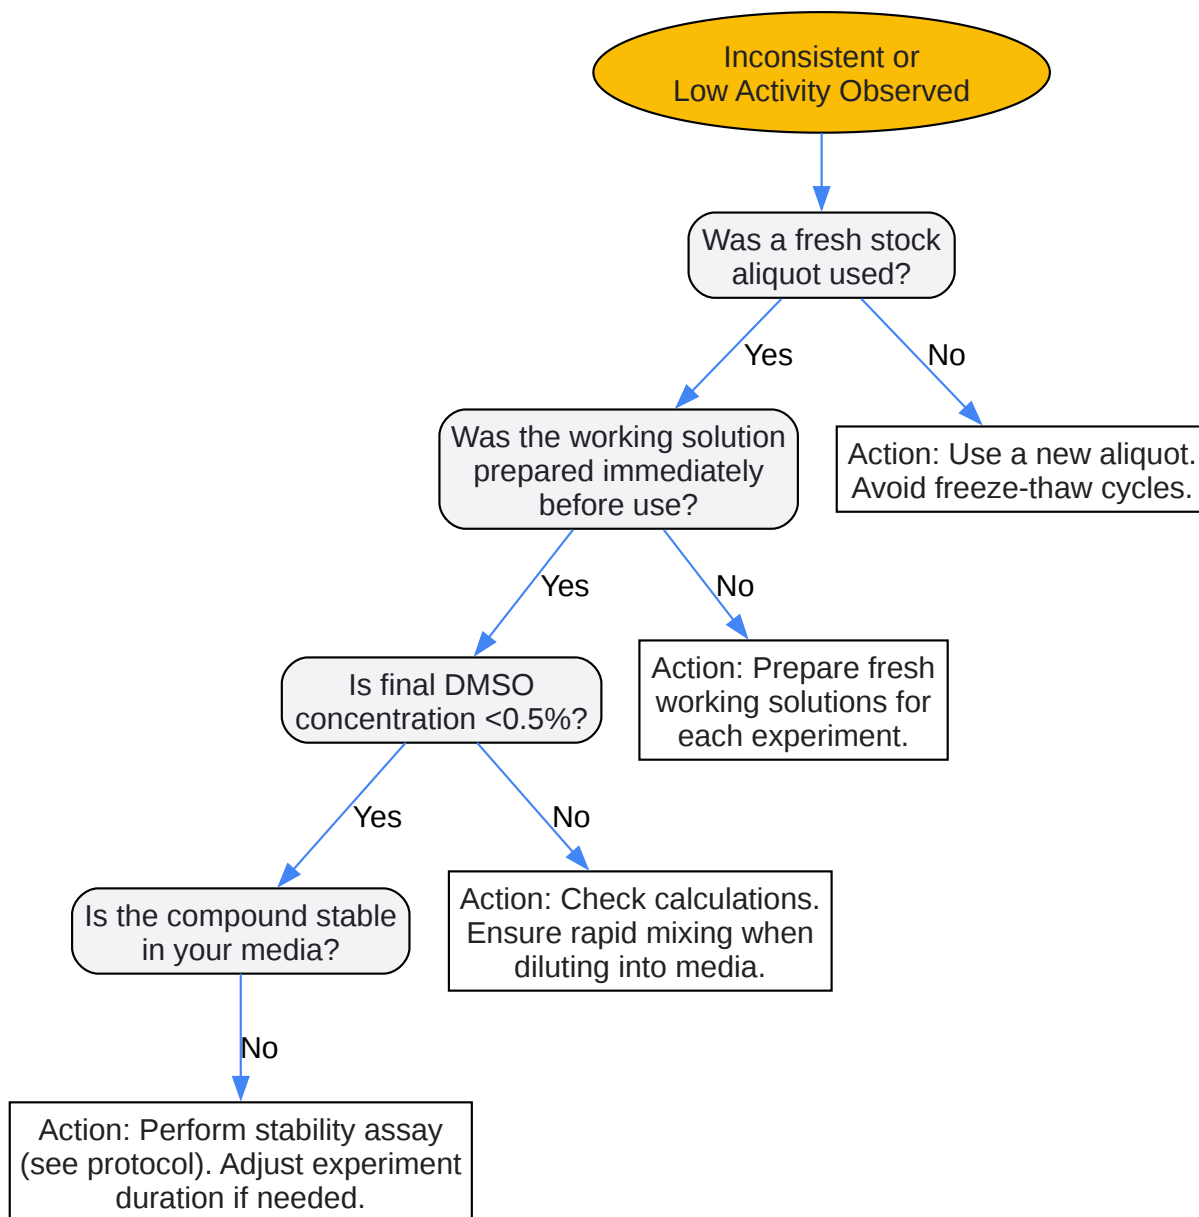 Inconsistent or
Low Activity Observed
Was a fresh stock
aliquot used?
Yes
No
Was the working solution
prepared immediately
before use?
Action: Use a new aliquot.
Avoid freeze-thaw cycles.
Yes
No
Is final DMSO
concentration <0.5%?
Action: Prepare fresh
working solutions for
each experiment.
Yes
No
Is the compound stable
in your media?
Action: Check calculations.
Ensure rapid mixing when
diluting into media.
No
Action: Perform stability assay
(see protocol). Adjust experiment
duration if needed.